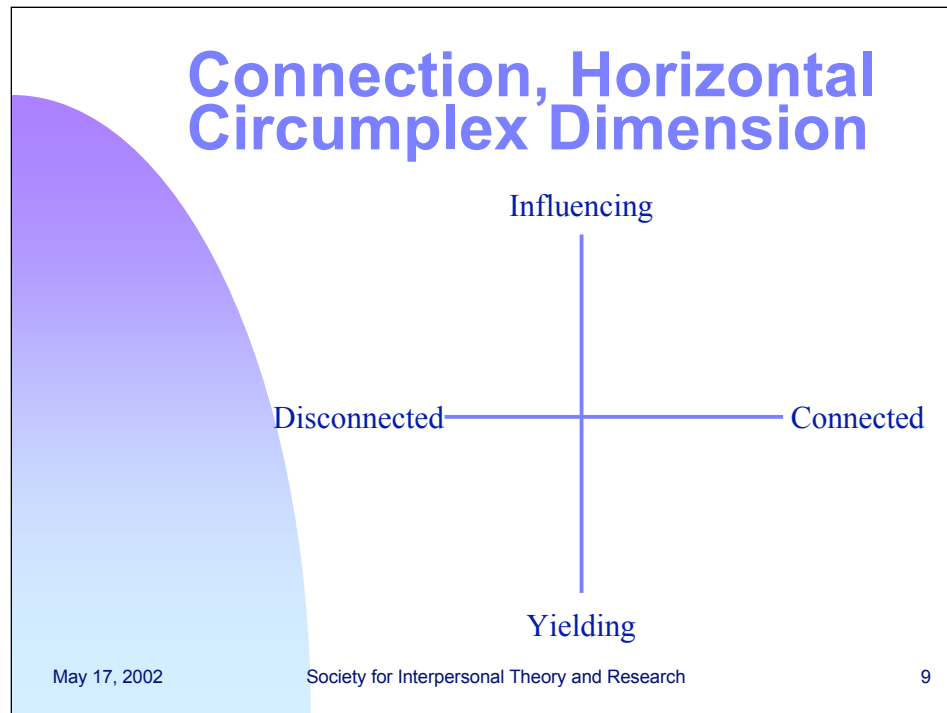 Connection, Horizontal
Circumplex Dimension
Influencing
Disconnected
Connected
Yielding
May 17, 2002
Society for Interpersonal Theory and Research
9